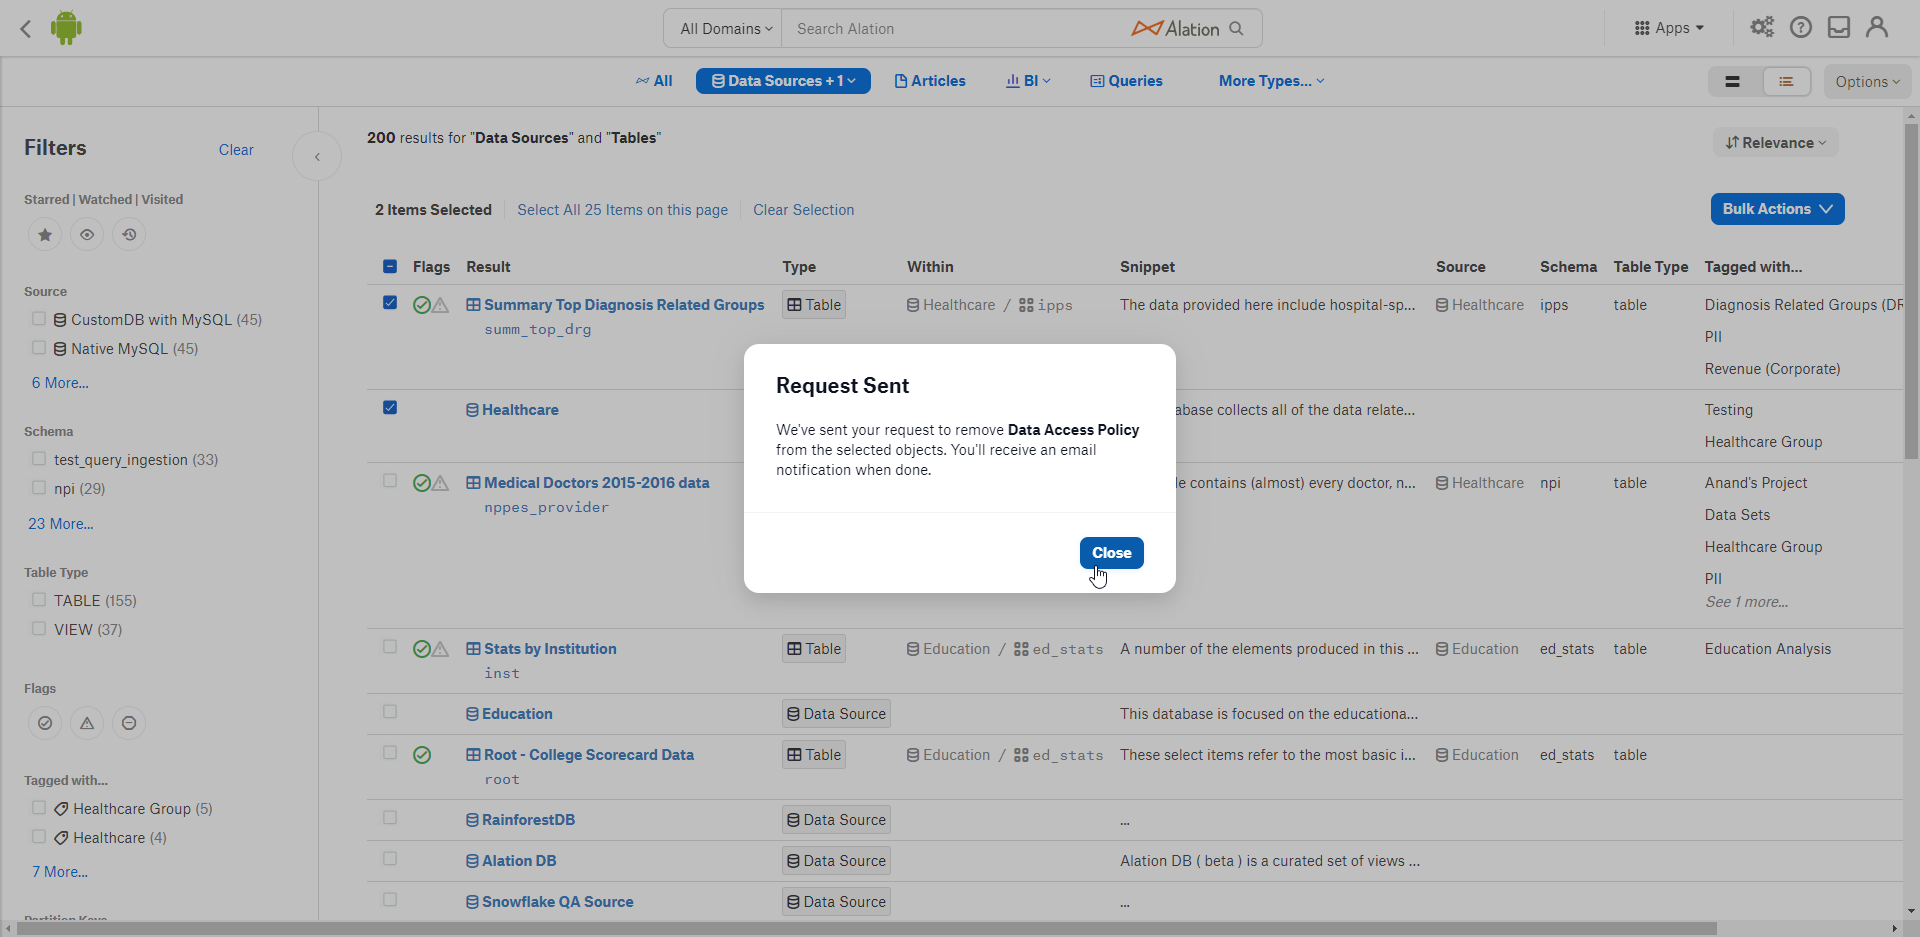 All Domains
Search Alation
Alation
Apps
All
Data Sources + 1
Articles
BI
Queries
More Types...
Options
Filters
Clear
200 results for "Data Sources" and "Tables"
Relevance
Starred | Watched | Visited
2 Items Selected
Select All 25 Items on this page
Clear Selection
Bulk Actions
Source
CustomDB with MySQL (45)
Native MySQL (45)
6 More...
Schema
test_query_ingestion (33)
npi (29)
23 More...
Table Type
TABLE (155)
VIEW (37)
Flags
Tagged with...
Healthcare Group (5)
Healthcare (4)
7 More...
Flags Result Type Within Snippet Source Schema Table Type Tagged with...
Summary Top Diagnosis Related Groups Table Healthcare / ipps The data provided here include hospital-sp... Healthcare ipps table Diagnosis Related Groups (DR
summ_top_drg
PII
Revenue (Corporate)
Healthcare abase collects all of the data relate... Testing
Healthcare Group
Medical Doctors 2015-2016 data le contains (almost) every doctor, n... Healthcare npi table Anand's Project
nppes_provider
Data Sets
Healthcare Group
PII
See 1 more...
Stats by Institution Table Education / ed_stats A number of the elements produced in this ... Education ed_stats table Education Analysis
inst
Education Data Source This database is focused on the educationa...
Root - College Scorecard Data Table Education / ed_stats These select items refer to the most basic i... Education ed_stats table
root
RainforestDB Data Source ...
Alation DB Data Source Alation DB ( beta ) is a curated set of views ...
Snowflake QA Source Data Source ...
Request Sent
We've sent your request to remove Data Access Policy
from the selected objects. You'll receive an email
notification when done.
Close